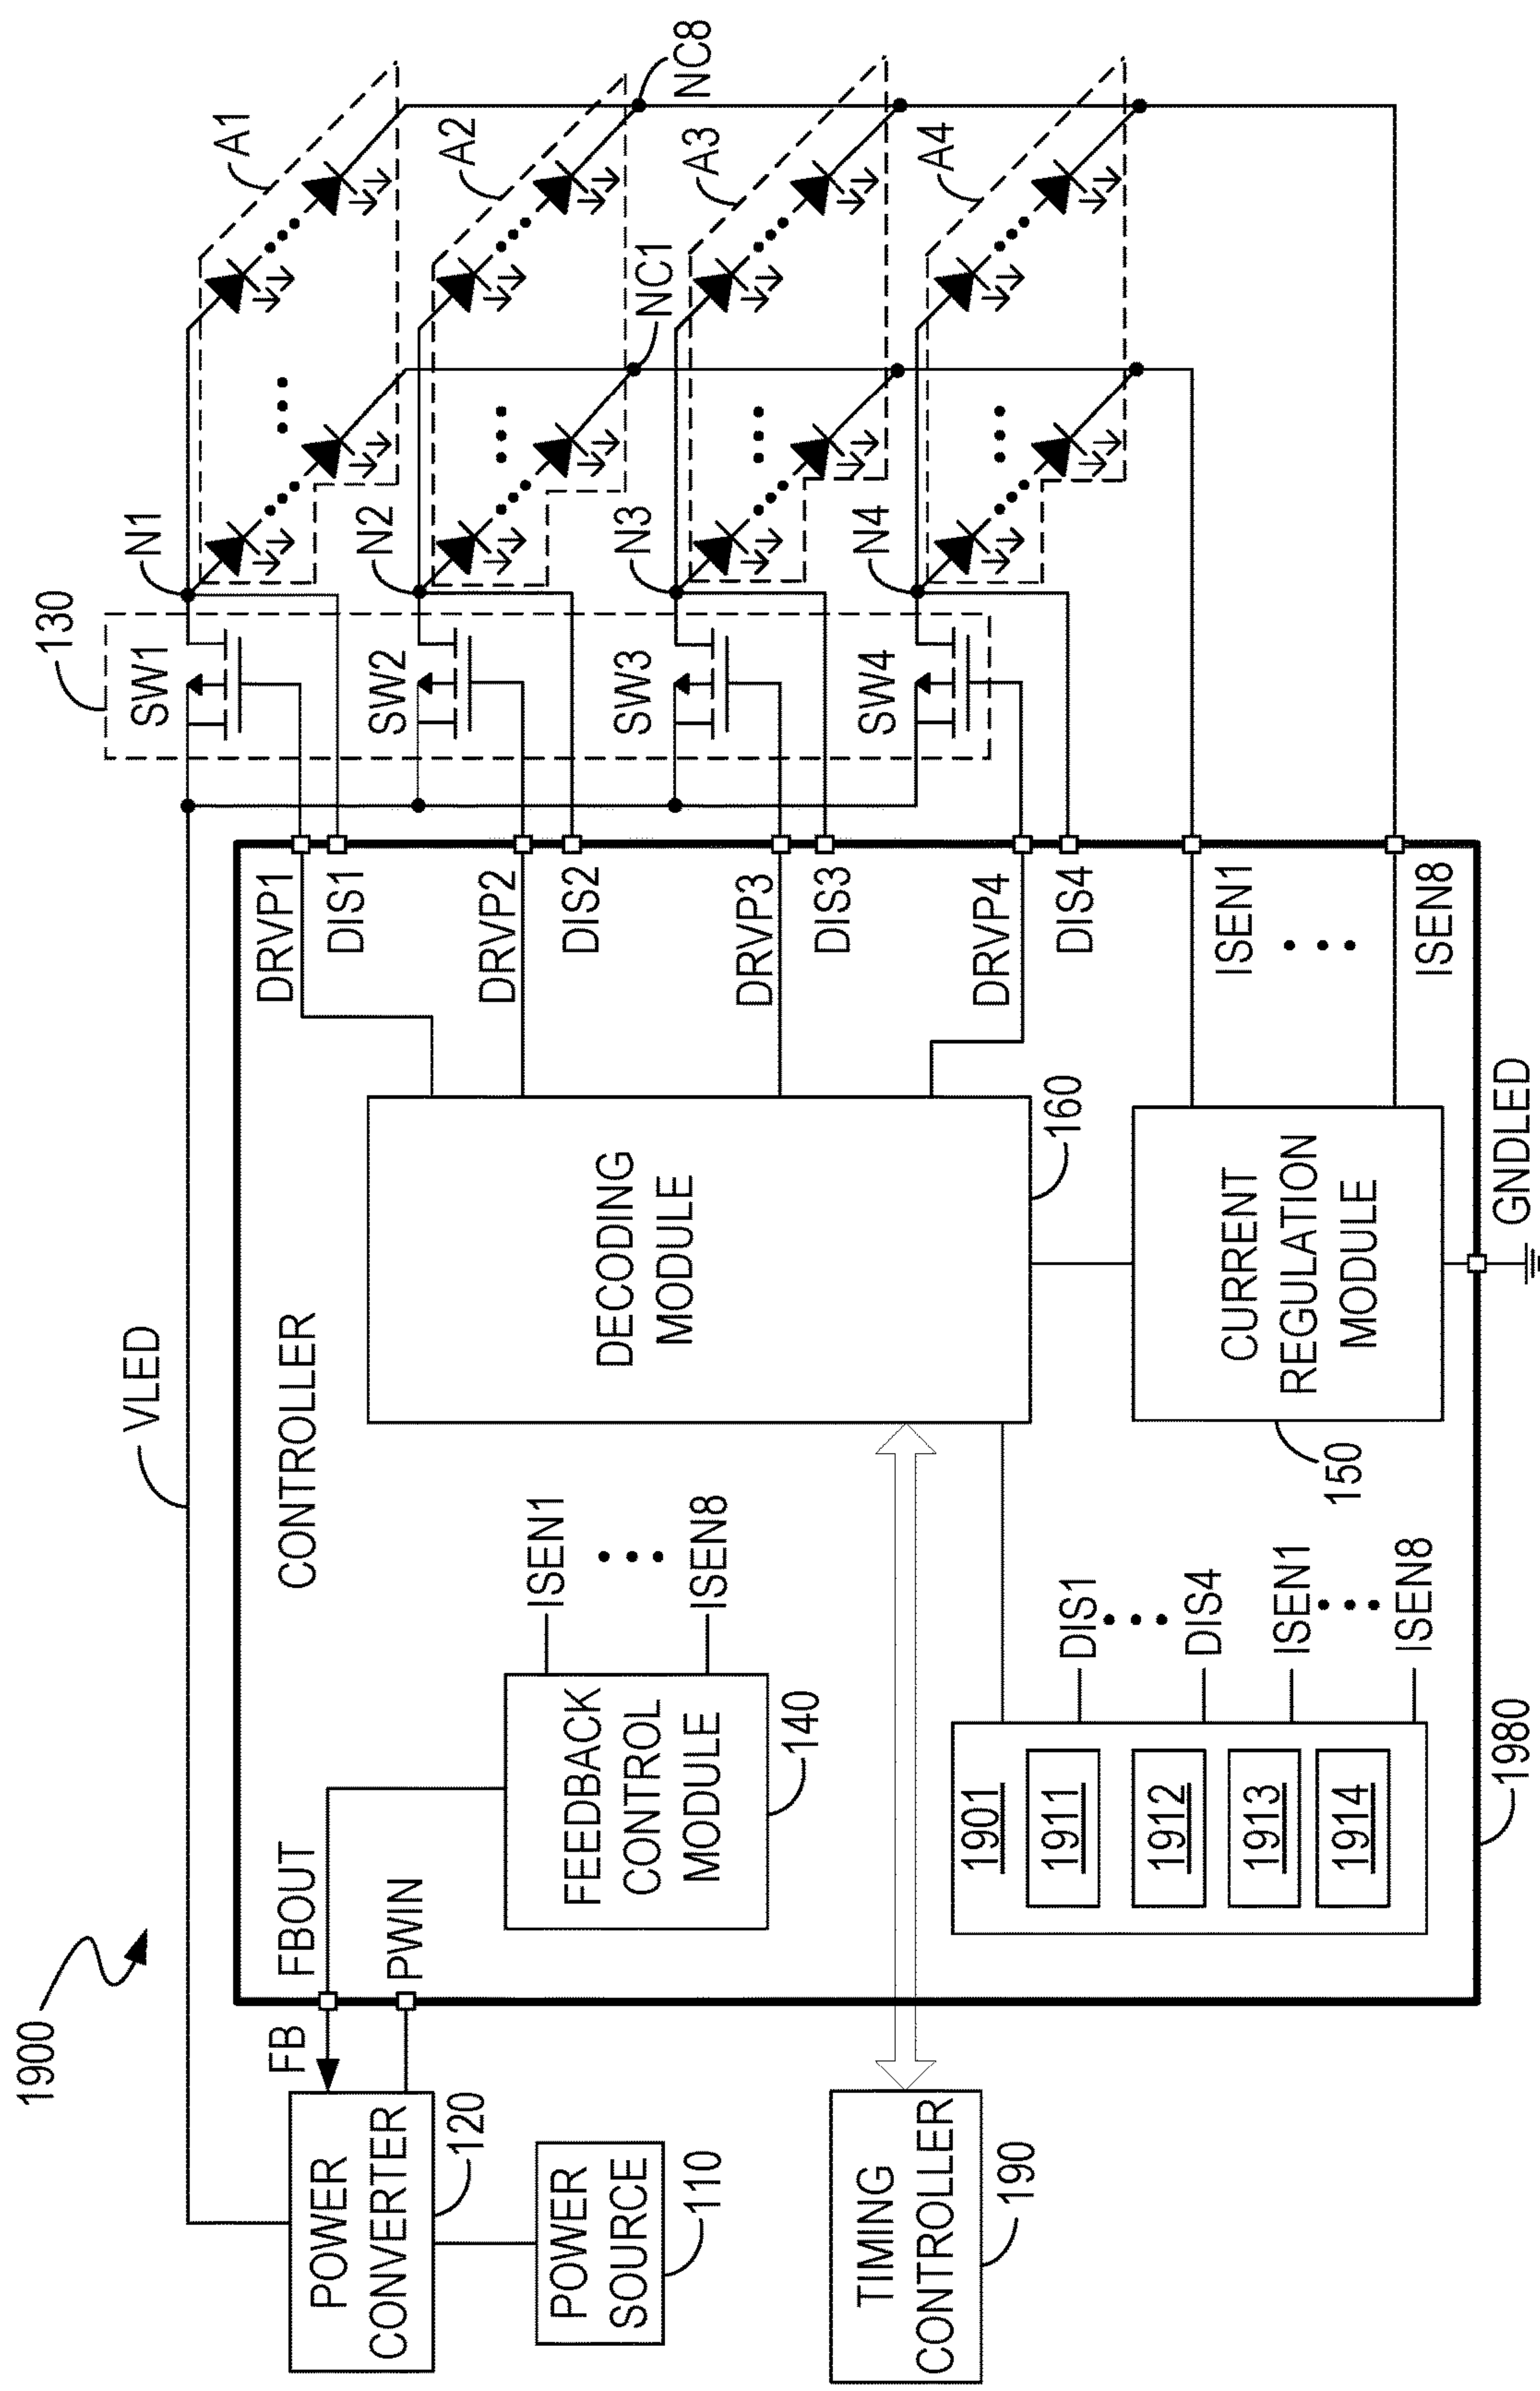 1900
VLED
130
SW1
SW2
SW3
SW4
N1
N2
N3
N4
A1
A2
A3
A4
NC1
NC8
CONTROLLER
FB
FBOUT
PWIN
POWER
CONVERTER
120
POWER
SOURCE
110
TIMING
CONTROLLER
190
FEEDBACK
CONTROL
MODULE
140
ISEN1
ISEN8
DECODING
MODULE
160
DRVP1
DIS1
DRVP2
DIS2
DRVP3
DIS3
DRVP4
DIS4
ISEN1
ISEN8
1901
1911
1912
1913
1914
DIS1
DIS4
ISEN1
ISEN8
CURRENT
REGULATION
MODULE
150
1980
GNDLED